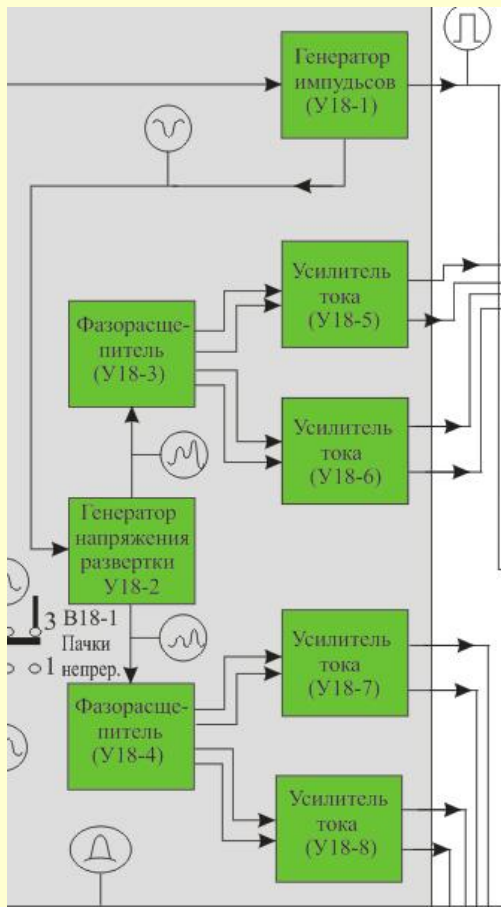 Генератор
импудьсов
(У18-1)
Усилитель
тока
(У18-5)
Фазорасще-
питель
(У18-3)
Усилитель
тока
(У18-6)
Генератор
напряжения
развертки
У18-2
3 В18-1
Пачки
1 непрер.
Усилитель
тока
(У18-7)
Фазорасще-
питель
(У18-4)
Усилитель
тока
(У18-8)